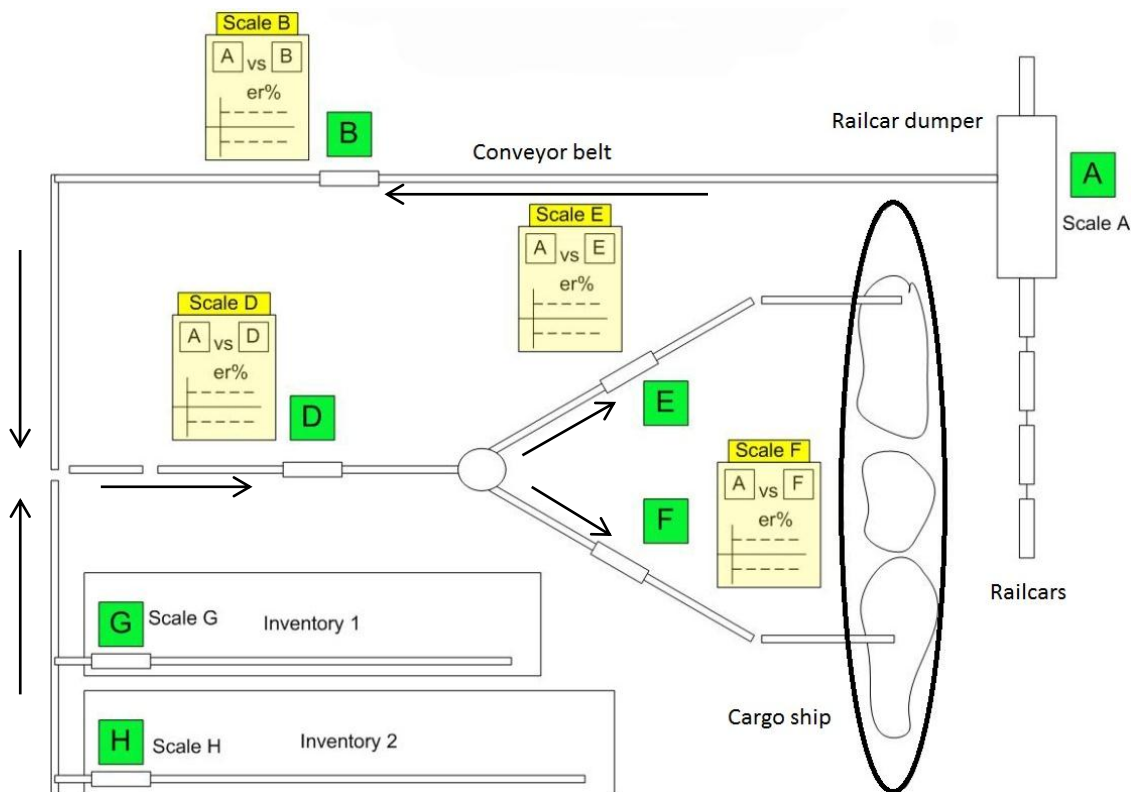 Scale B
A vs B
er%
B
Conveyor belt
Railcar dumper
A
Scale A
Scale E
A vs E
er%
Scale D
A vs D
er%
D
E
Scale F
A vs F
er%
F
Railcars
G
Scale G
Inventory 1
Cargo ship
H
Scale H
Inventory 2